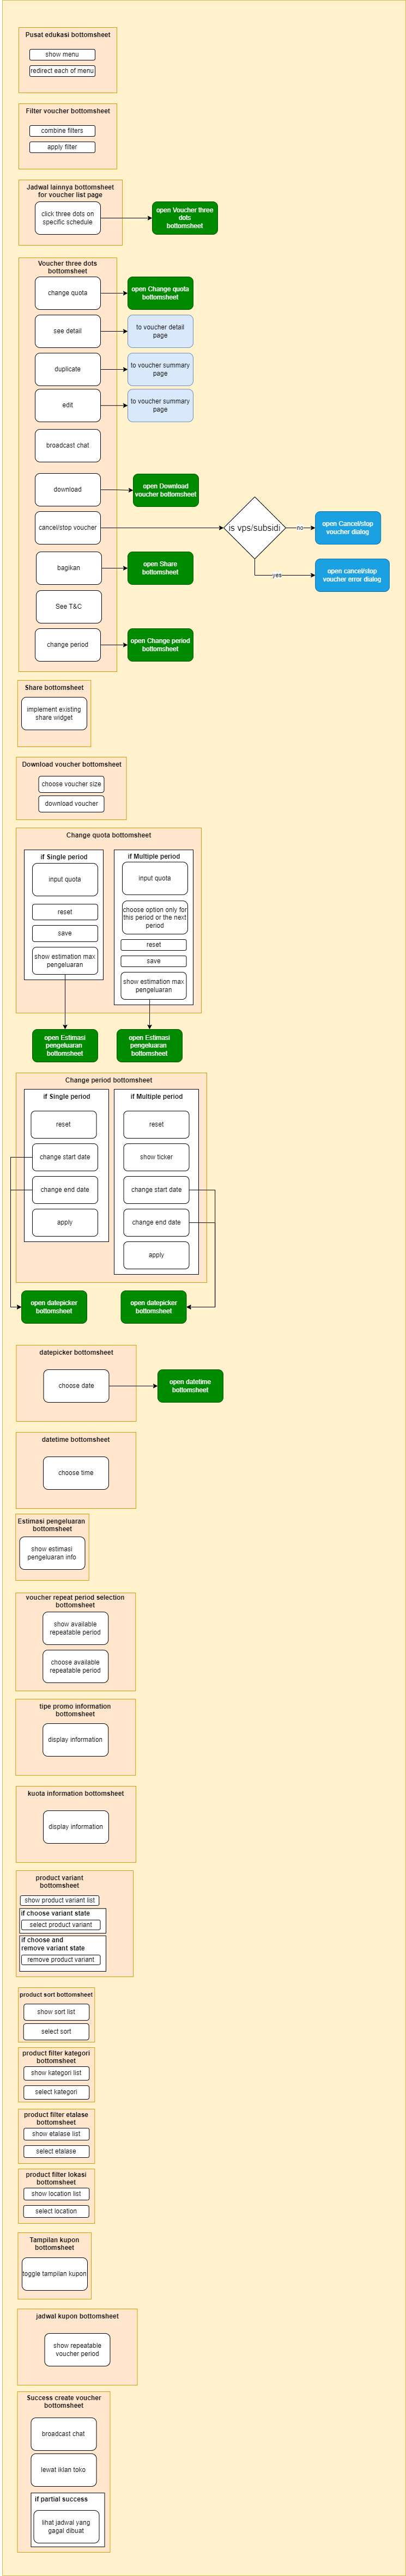 Pusat edukasi bottomsheet
show menu
redirect each of menu
Filter voucher bottomsheet
combine filters
apply filter
Jadwal lainnya bottomsheet
for voucher list page
click three dots on
specific schedule
open Voucher three
dots
bottomsheet
Voucher three dots
bottomsheet
change quota
open Change quota
bottomsheet
see detail
to voucher detail
page
duplicate
to voucher summary
page
edit
to voucher summary
page
broadcast chat
download
open Download
voucher bottomsheet
cancel/stop voucher
is vps/subsidi
no
open Cancel/stop
voucher dialog
yes
open cancel/stop
voucher error dialog
bagikan
open Share
bottomsheet
See T&C
change period
open Change period
bottomsheet
Share bottomsheet
implement existing
share widget
Download voucher bottomsheet
choose voucher size
download voucher
Change quota bottomsheet
if Single period
input quota
reset
save
show estimation max
pengeluaran
if Multiple period
input quota
choose option only for
this period or the next
period
reset
save
show estimation max
pengeluaran
open Estimasi
pengeluaran
bottomsheet
open Estimasi
pengeluaran
bottomsheet
Change period bottomsheet
if Single period
reset
change start date
change end date
apply
if Multiple period
reset
show ticker
change start date
change end date
apply
open datepicker
bottomsheet
open datepicker
bottomsheet
datepicker bottomsheet
choose date
open datetime
bottomsheet
datetime bottomsheet
choose time
Estimasi pengeluaran
bottomsheet
show estimasi
pengeluaran info
voucher repeat period selection
bottomsheet
show available
repeatable period
choose available
repeatable period
tipe promo information
bottomsheet
display information
kuota information bottomsheet
display information
product variant
bottomsheet
show product variant list
if choose variant state
select product variant
if choose and
remove variant state
remove product variant
product sort bottomsheet
show sort list
select sort
product filter kategori
bottomsheet
show kategori list
select kategori
product filter etalase
bottomsheet
show etalase list
select etalase
product filter lokasi
bottomsheet
show location list
select location
Tampilan kupon
bottomsheet
toggle tampilan kupon
jadwal kupon bottomsheet
show repeatable
voucher period
Success create voucher
bottomsheet
broadcast chat
lewat iklan toko
if partial success
lihat jadwal yang
gagal dibuat